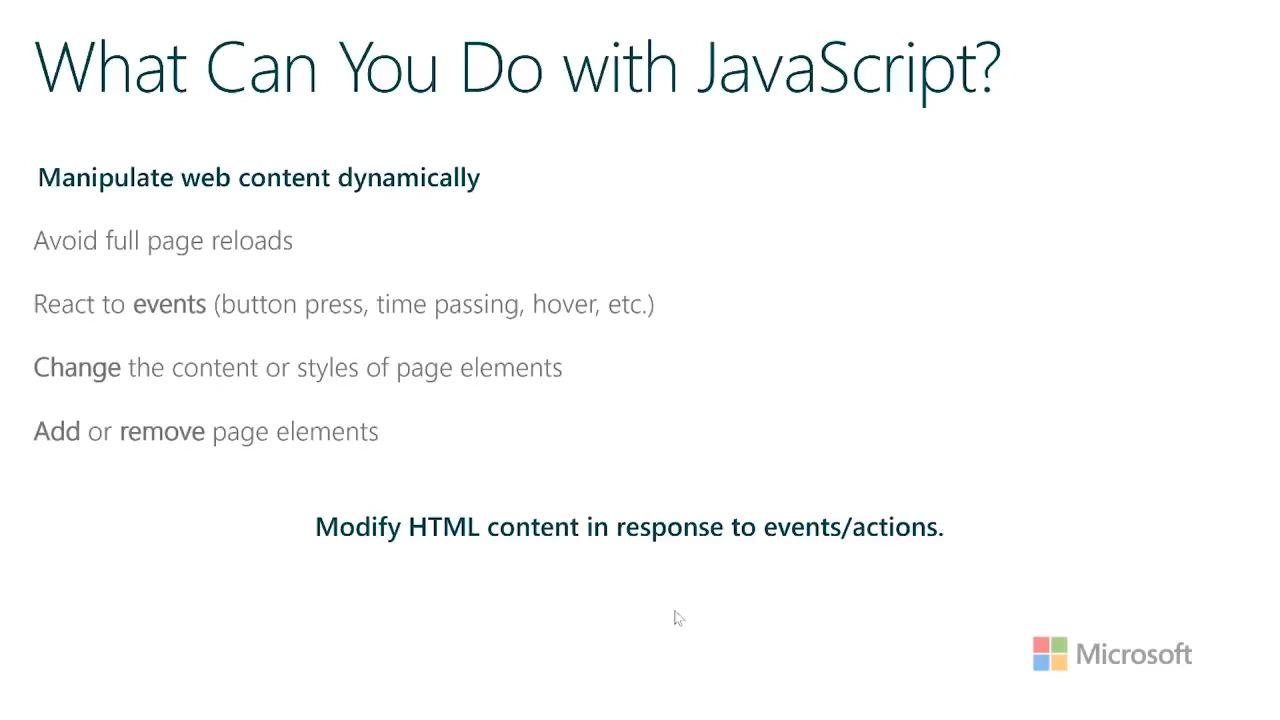 What Can You Do with JavaScript?
Manipulate web content dynamically
Avoid full page reloads
React to events (button press, time passing, hover, etc.)
Change the content or styles of page elements
Add or remove page elements
Modify HTML content in response to events/actions.
Microsoft